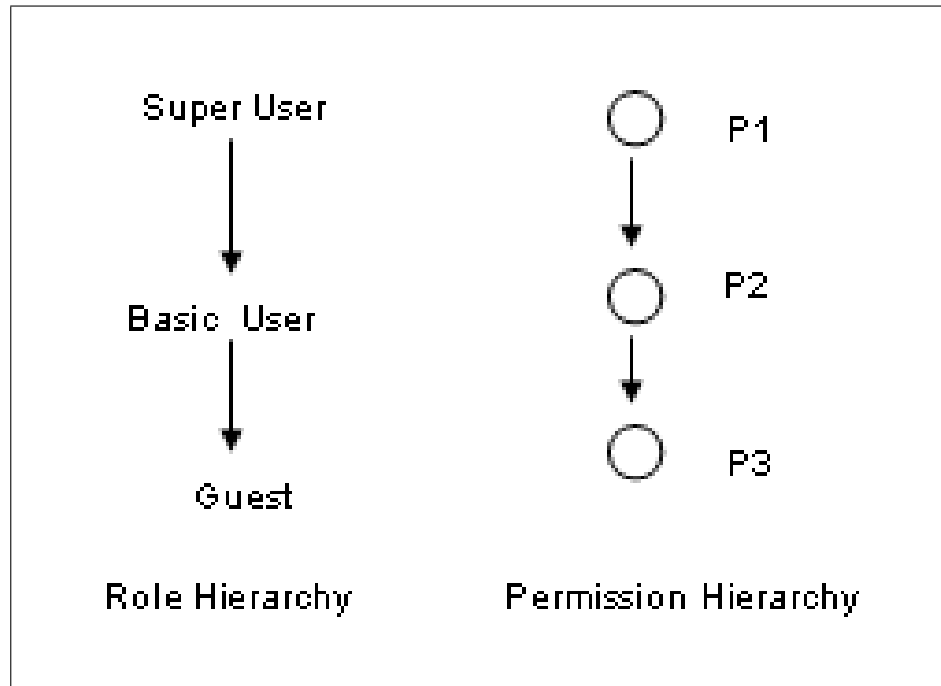 Super User
P1
Basic User
P2
Guest
P3
Role Hierarchy
Permission Hierarchy